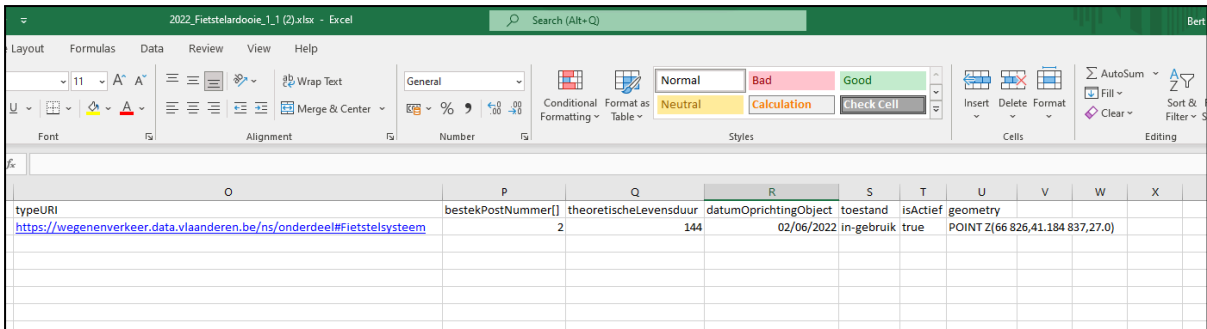 2022_Fietstelardooie_1_1 (2).xlsx - Excel
Search (Alt+Q)
Bert
Layout Formulas Data Review View Help
11 A^ A˅ ab Wrap Text General Normal Bad Good AutoSum
U A Merge & Center % 9 Conditional Format as Neutral Calculation Check Cell Insert Delete Format Fill Sort &
Formatting Table Clear Filter
Font Alignment Number Styles Cells Editing
fx
O P Q R S T U V W X
typeURI bestekPostNummer[] theoretischeLevensduur datumOprichtingObject toestand isActief geometry
https://wegenenverkeer.data.vlaanderen.be/ns/onderdeel#Fietstelsysteem 2 144 02/06/2022 in-gebruik true POINT Z(66 826,41.184 837,27.0)